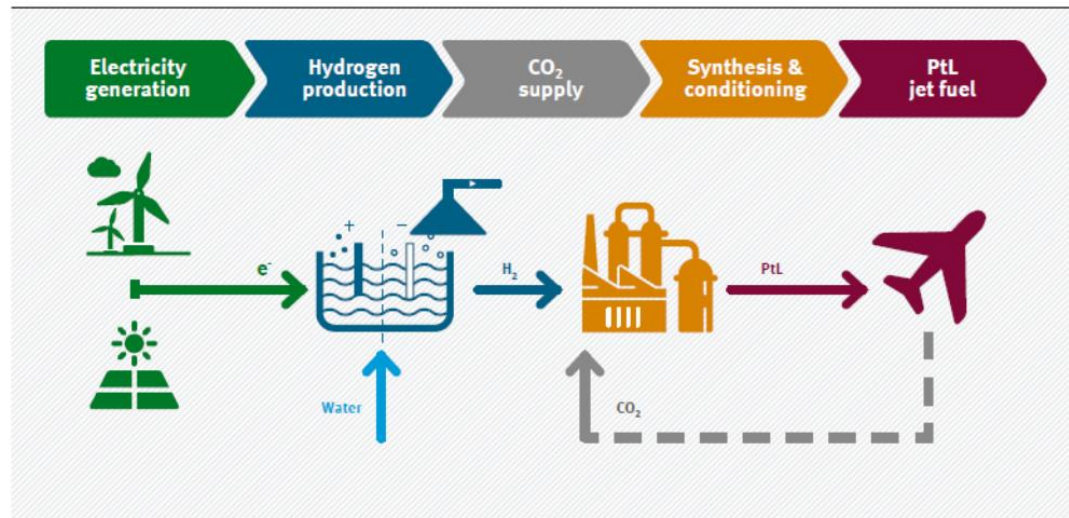 Electricity
generation
Hydrogen
production
CO₂
supply
Synthesis &
conditioning
PtL
jet fuel
+
−
e⁻
H₂
PtL
Water
CO₂